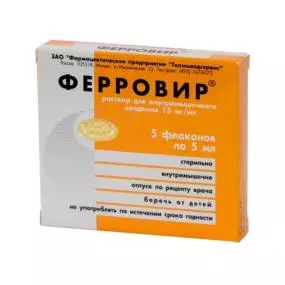 ЗАО "Фармацевтическое предприятие "Техномедсервис"
ФЕРРОВИР®
раствор для внутримышечного
введения 15 мг/мл
5 флаконов
по 5 мл
стерильно
внутримышечно
отпуск по рецепту врача
беречь от детей
не употреблять по истечении срока годности